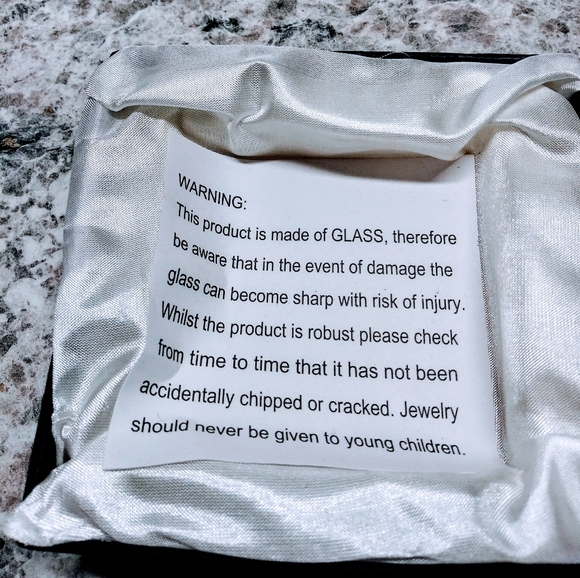 WARNING:
This product is made of GLASS, therefore
be aware that in the event of damage the
glass can become sharp with risk of injury.
Whilst the product is robust please check
from time to time that it has not been
accidentally chipped or cracked. Jewelry
should never be given to young children.